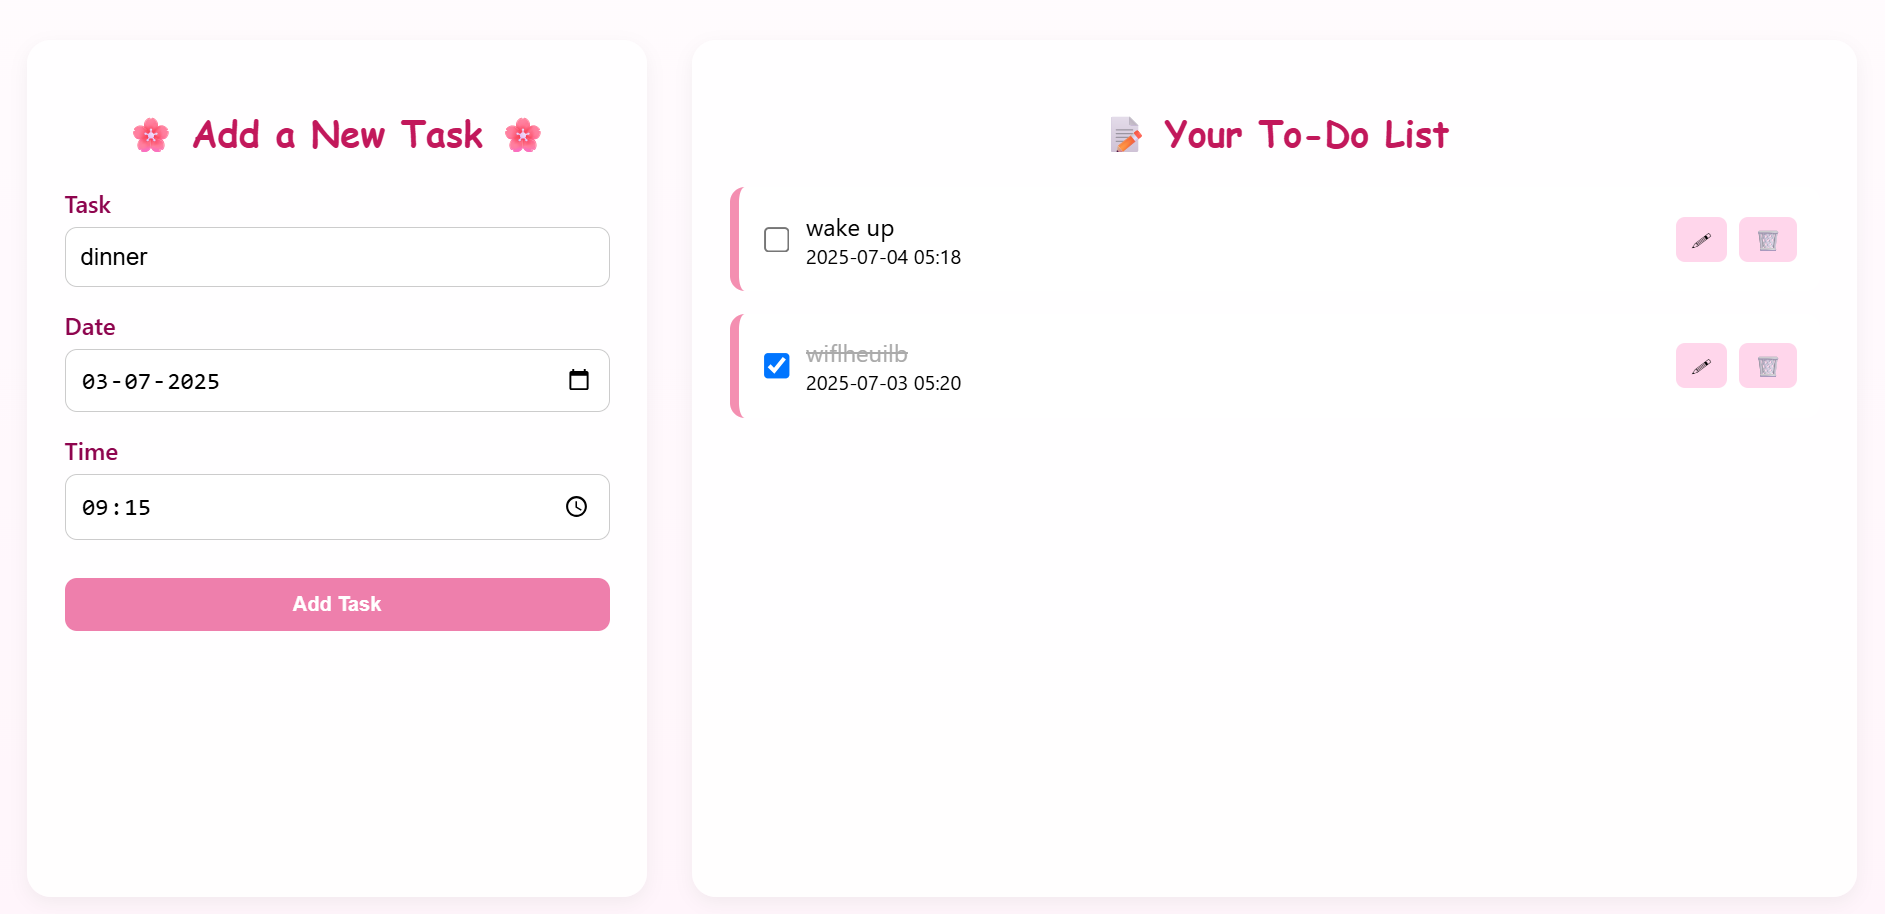 🌸 Add a New Task 🌸
Task
dinner
Date
03-07-2025
Time
09:15
Add Task
📝 Your To-Do List
wake up
2025-07-04 05:18
wiflheuilb
2025-07-03 05:20